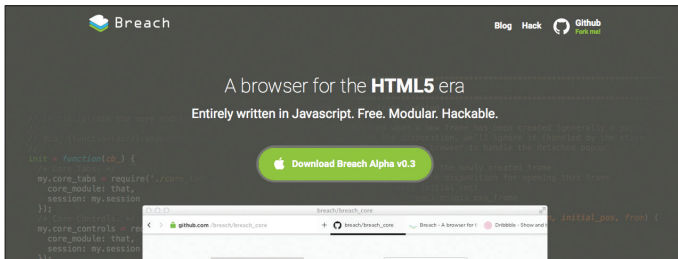 Breach
Blog Hack Github
Fork me!
A browser for the HTML5 era
Entirely written in Javascript. Free. Modular. Hackable.
Download Breach Alpha v0.3
init = function(cb_) {
my.core_tabs = require('./core
core_module: that,
session: my.session
});
my.core_controls = re
core_module: that,
session: my.session
});
initial_pos, from) {
breach/breach_core
github.com/breach/breach_core + breach/breach_core Breach - A browser for t Dribbble - Show and t